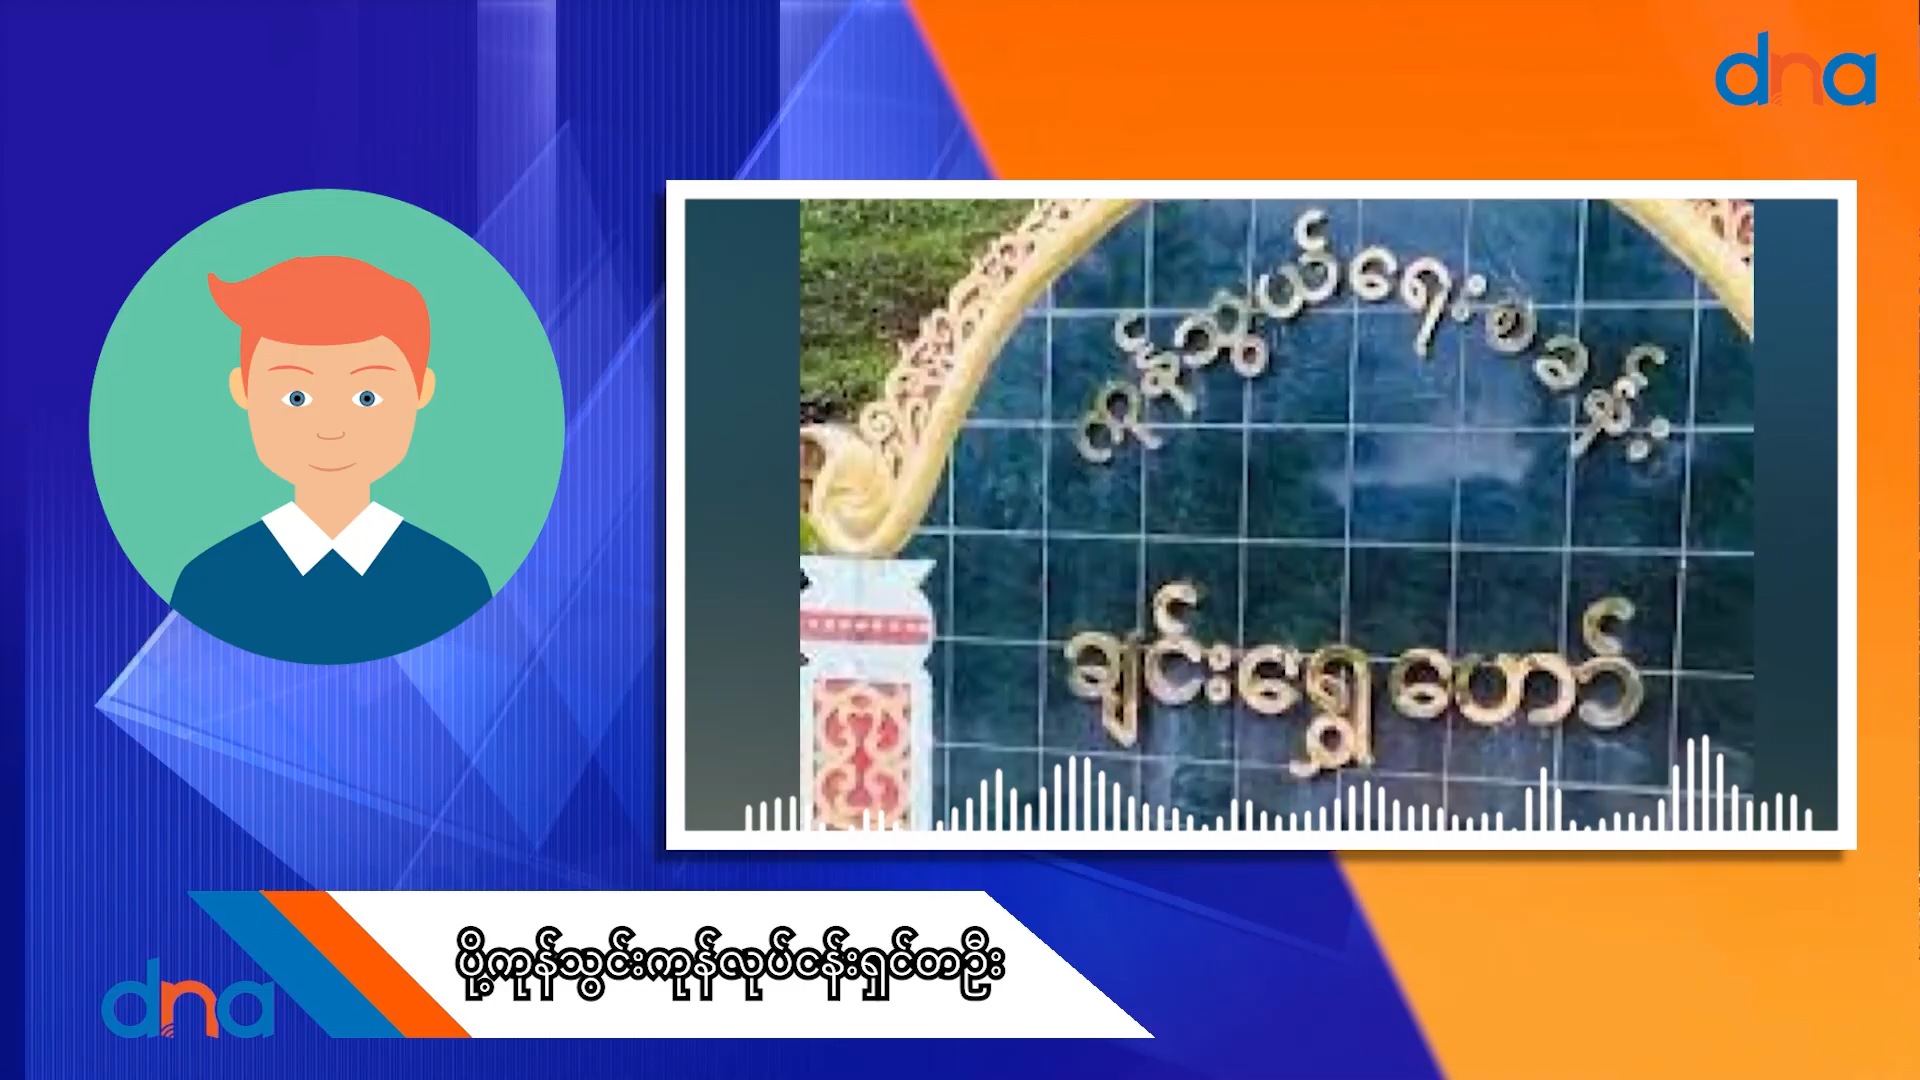 dna
ကုန်သွယ်ရေးစခန်း
ချင်းရွှေဟော်
ပို့ကုန်သွင်းကုန်လုပ်ငန်းရှင်တဦး
dna